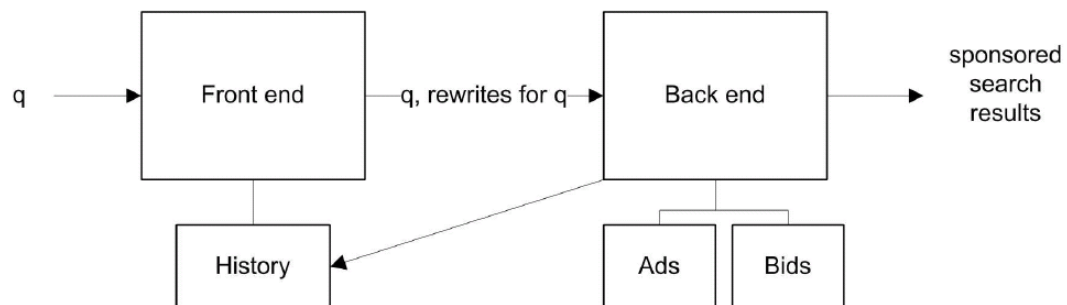 q
Front end
q, rewrites for q
Back end
sponsored
search
results
History
Ads
Bids